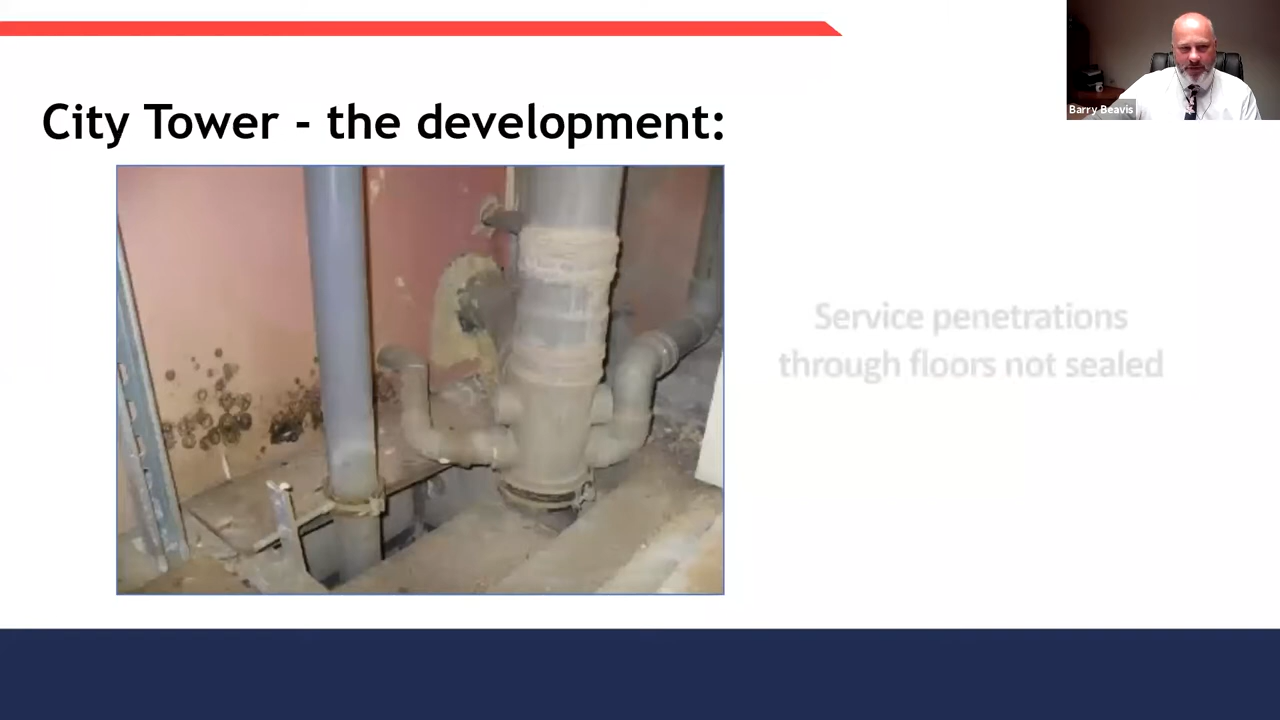 City Tower - the development:
Barry Beavis
Service penetrations
through floors not sealed